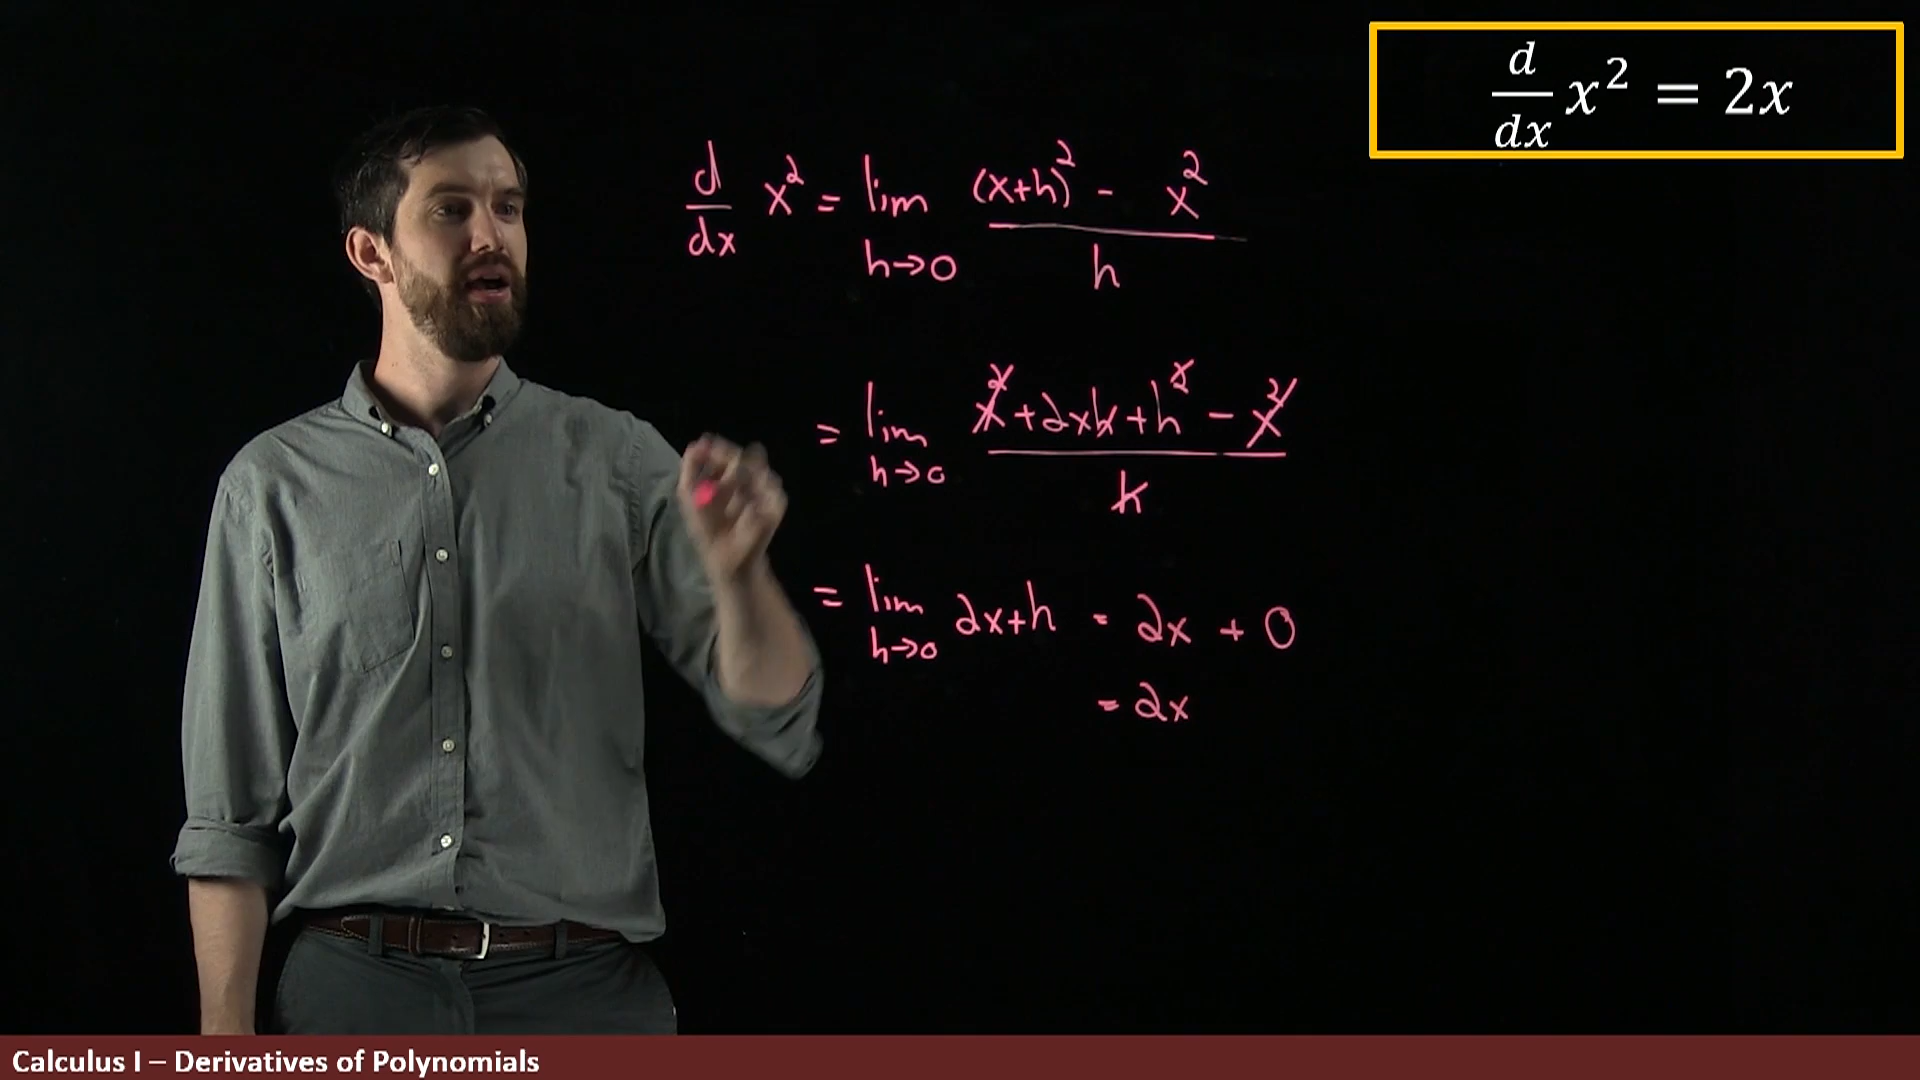 d/dx x² = 2x
d/dx x² = lim h→0 (x+h)² - x² / h
= lim h→0 x²+2xh+h² - x² / h
= lim h→0 2x+h = 2x + 0
= 2x
Calculus I – Derivatives of Polynomials